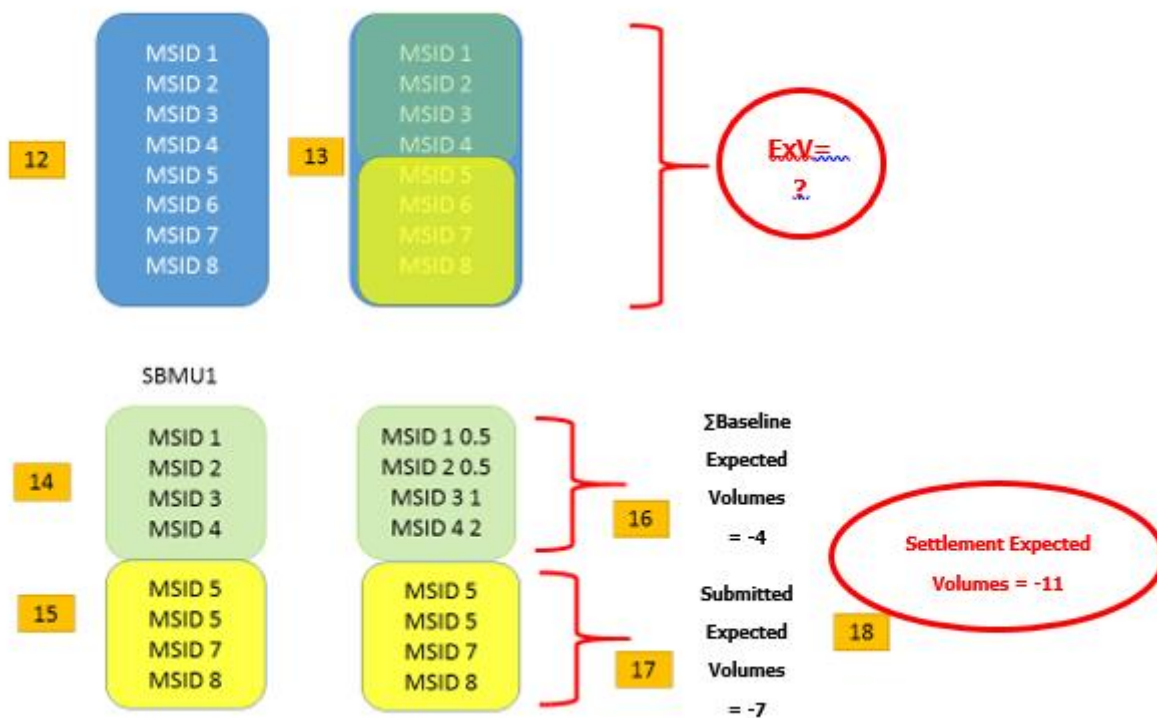 12
MSID 1
MSID 2
MSID 3
MSID 4
MSID 5
MSID 6
MSID 7
MSID 8
13
MSID 1
MSID 2
MSID 3
MSID 4
MSID 5
MSID 6
MSID 7
MSID 8
ExV=
?
SBMU1
14
MSID 1
MSID 2
MSID 3
MSID 4
MSID 1 0.5
MSID 2 0.5
MSID 3 1
MSID 4 2
16
∑Baseline
Expected
Volumes
= -4
15
MSID 5
MSID 5
MSID 7
MSID 8
MSID 5
MSID 5
MSID 7
MSID 8
17
Submitted
Expected
Volumes
= -7
18
Settlement Expected
Volumes = -11